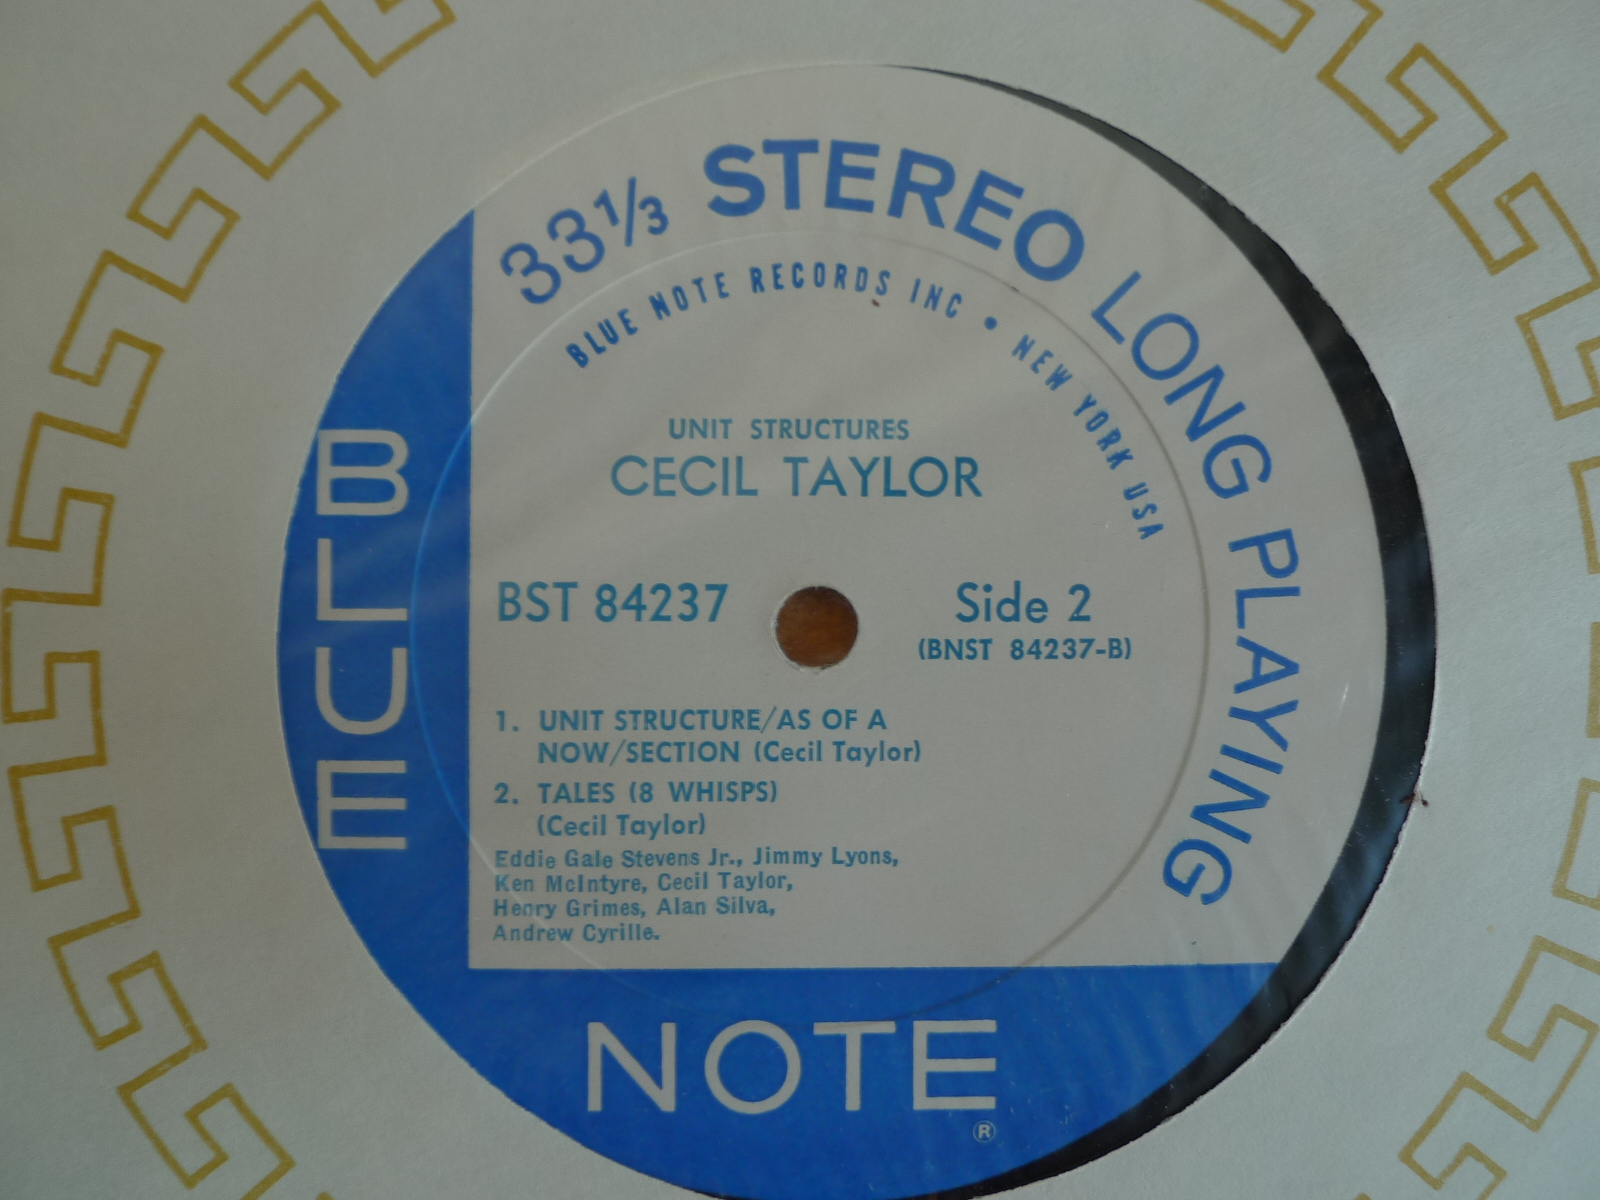 33⅓ STEREO LONG PLAYING
BLUE NOTE RECORDS INC • NEW YORK USA
UNIT STRUCTURES
CECIL TAYLOR
BST 84237
Side 2
(BNST 84237-B)
1. UNIT STRUCTURE/AS OF A
NOW/SECTION (Cecil Taylor)
2. TALES (8 WHISPS)
(Cecil Taylor)
Eddie Gale Stevens Jr., Jimmy Lyons,
Ken McIntyre, Cecil Taylor,
Henry Grimes, Alan Silva,
Andrew Cyrille.
BLUE
NOTE
®